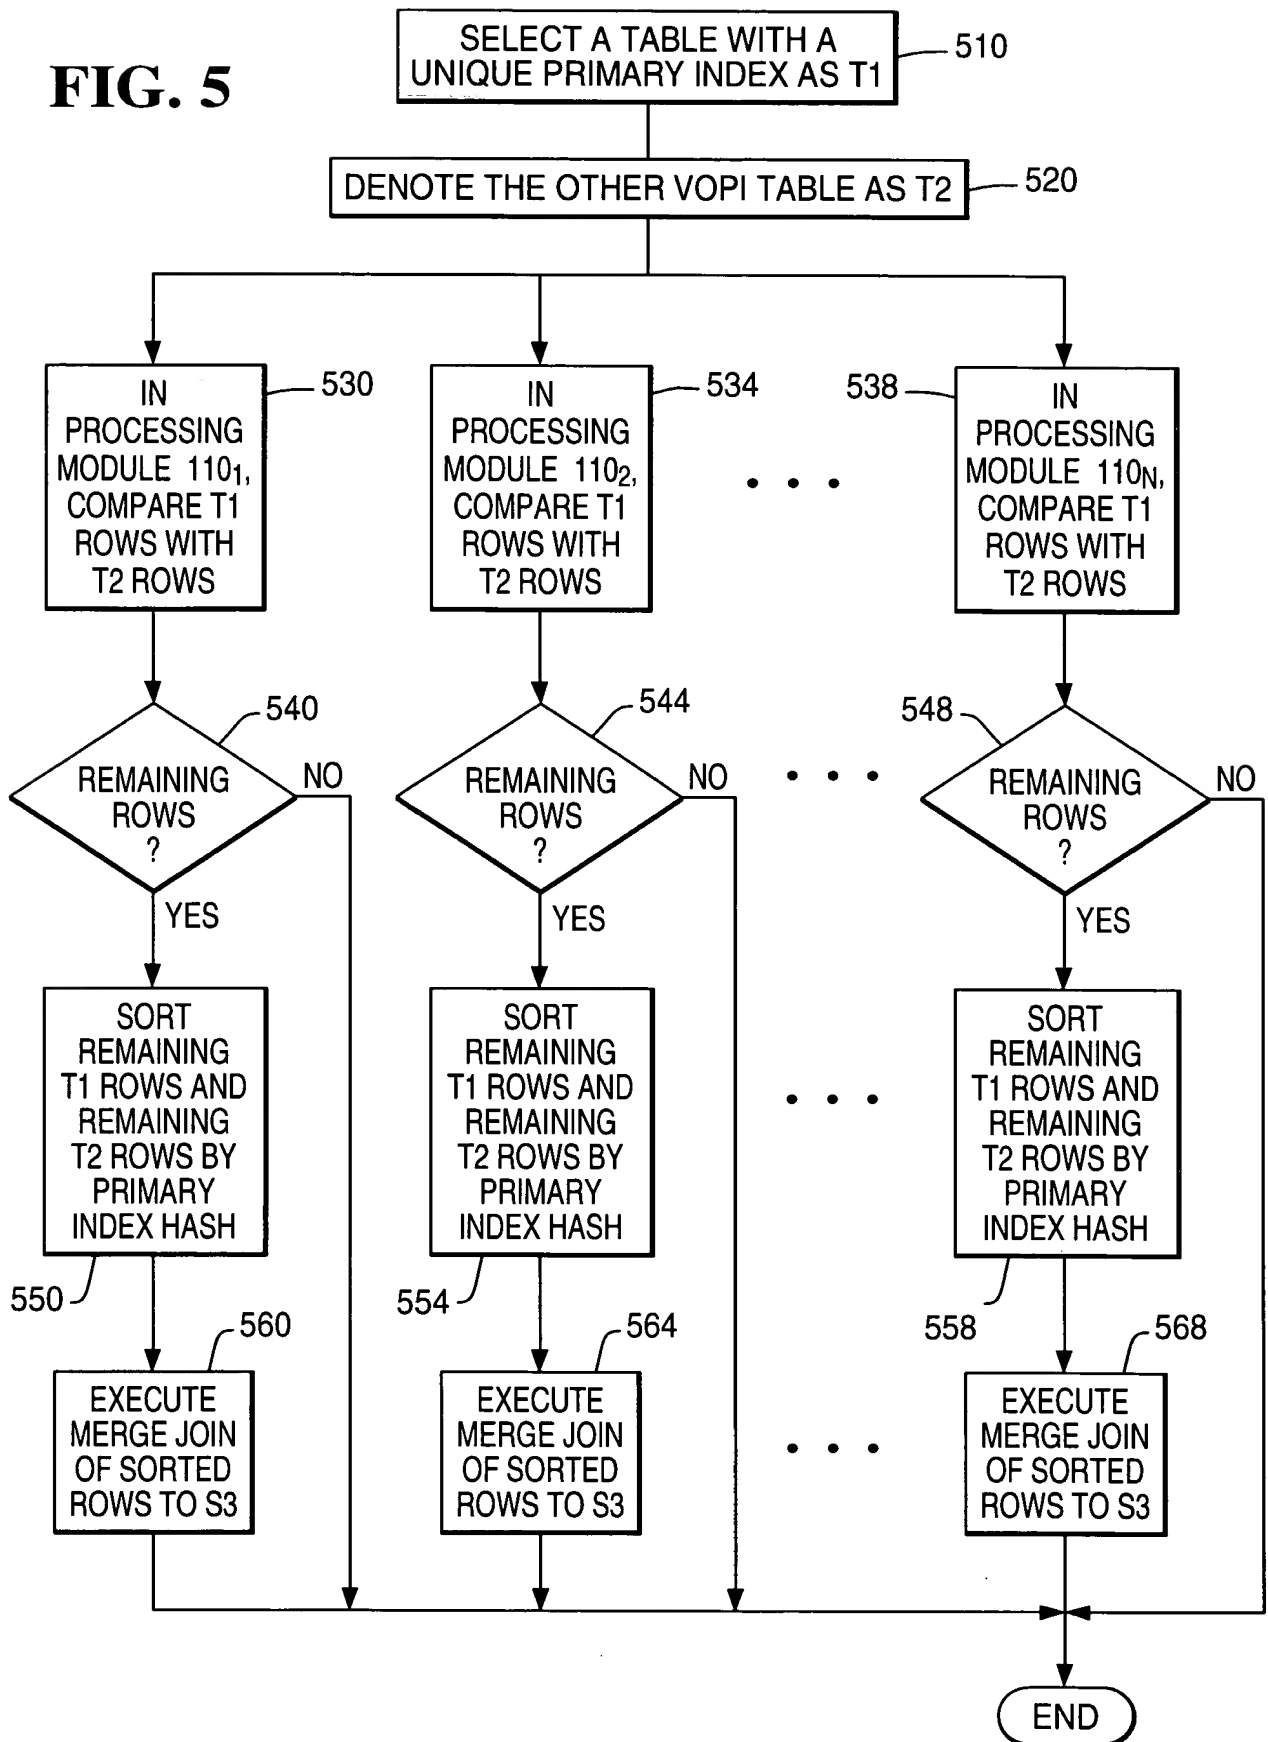 FIG. 5
SELECT A TABLE WITH A
UNIQUE PRIMARY INDEX AS T1
510
DENOTE THE OTHER VOPI TABLE AS T2
520
IN
PROCESSING
MODULE 110₁,
COMPARE T1
ROWS WITH
T2 ROWS
530
IN
PROCESSING
MODULE 110₂,
COMPARE T1
ROWS WITH
T2 ROWS
534
• • •
538
IN
PROCESSING
MODULE 110N,
COMPARE T1
ROWS WITH
T2 ROWS
540
REMAINING
ROWS
?
NO
YES
544
REMAINING
ROWS
?
NO
YES
• • •
548
REMAINING
ROWS
?
NO
YES
SORT
REMAINING
T1 ROWS AND
REMAINING
T2 ROWS BY
PRIMARY
INDEX HASH
550
SORT
REMAINING
T1 ROWS AND
REMAINING
T2 ROWS BY
PRIMARY
INDEX HASH
554
• • •
SORT
REMAINING
T1 ROWS AND
REMAINING
T2 ROWS BY
PRIMARY
INDEX HASH
558
560
EXECUTE
MERGE JOIN
OF SORTED
ROWS TO S3
564
EXECUTE
MERGE JOIN
OF SORTED
ROWS TO S3
• • •
568
EXECUTE
MERGE JOIN
OF SORTED
ROWS TO S3
END